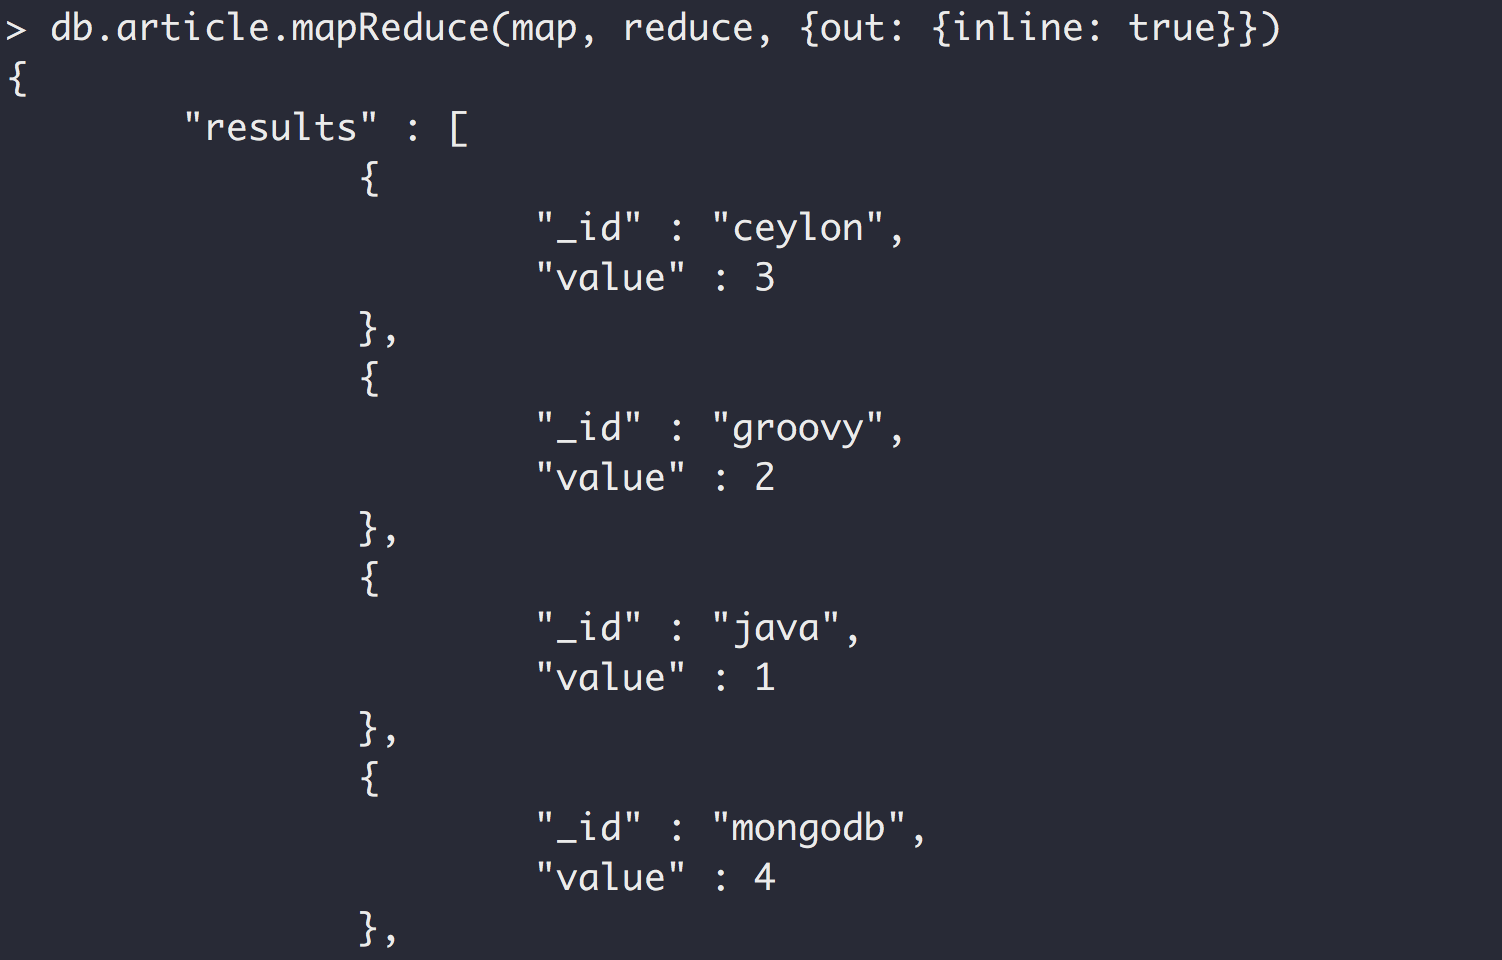 > db.article.mapReduce(map, reduce, {out: {inline: true}})
{
        "results" : [
                {
                        "_id" : "ceylon",
                        "value" : 3
                },
                {
                        "_id" : "groovy",
                        "value" : 2
                },
                {
                        "_id" : "java",
                        "value" : 1
                },
                {
                        "_id" : "mongodb",
                        "value" : 4
                },